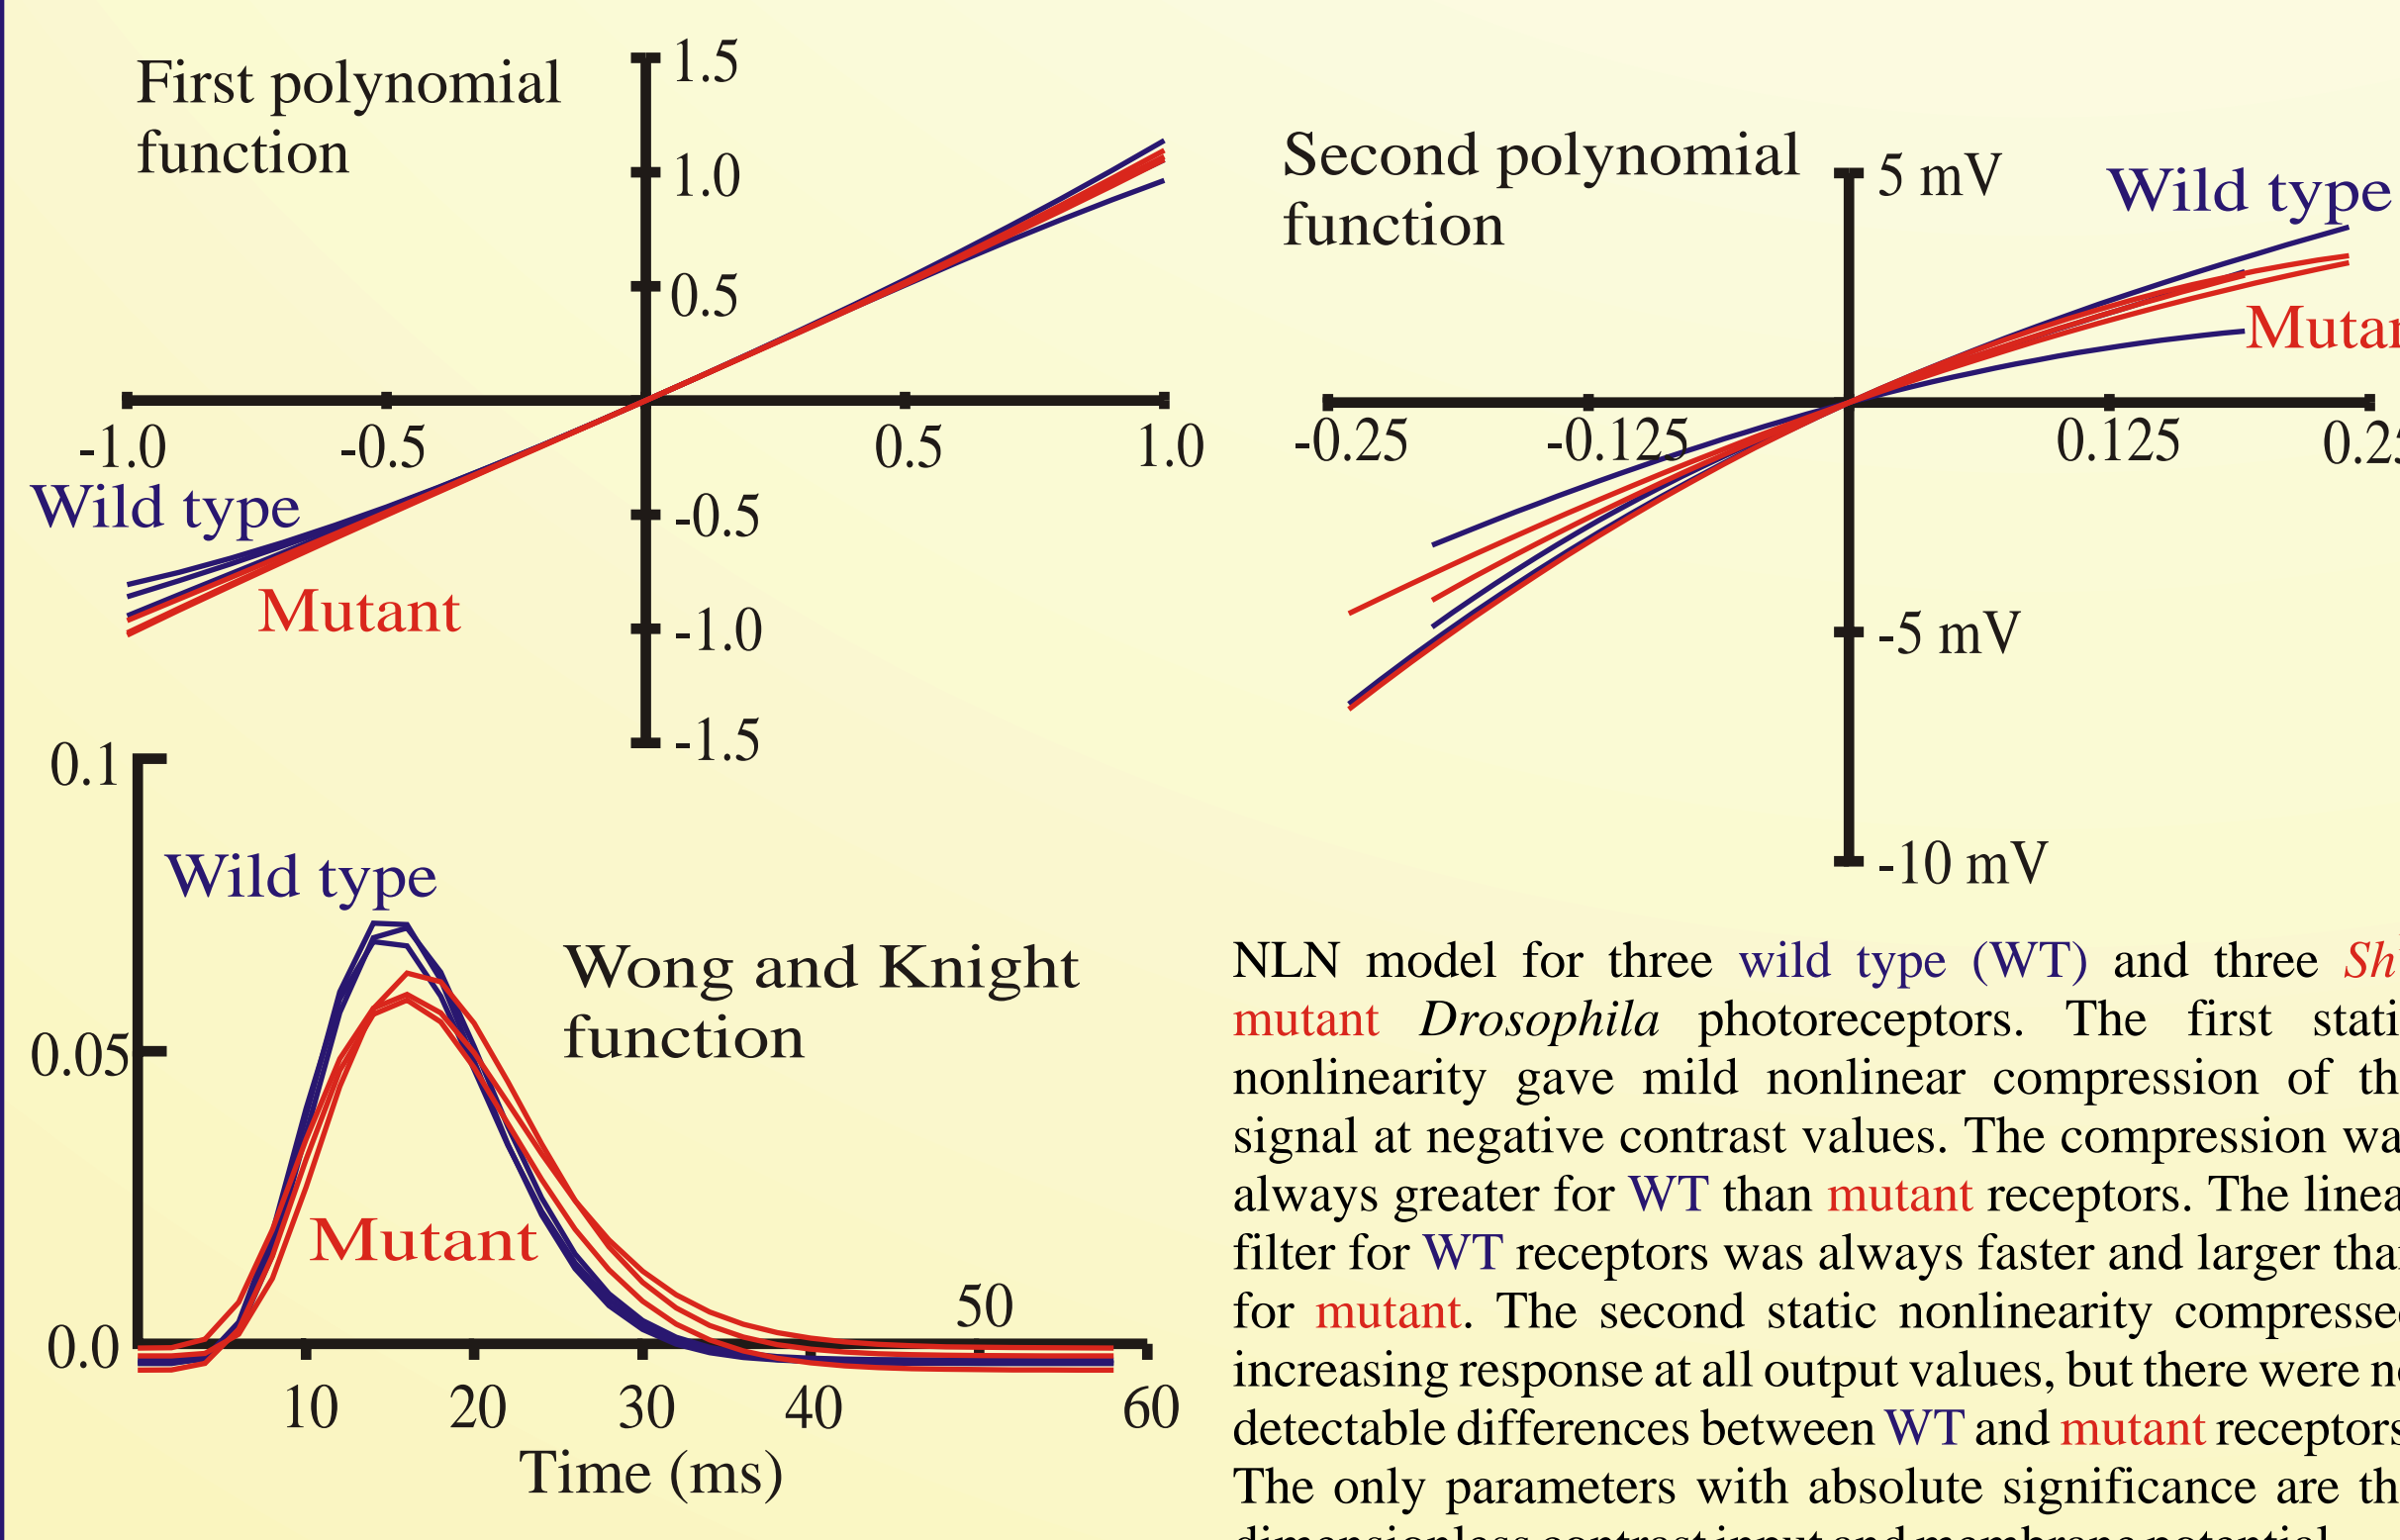 First polynomial
function
1.5
1.0
0.5
-1.0
-0.5
0.5
1.0
-0.5
-1.0
-1.5
Wild type
Mutant
Second polynomial
function
5 mV
Wild type
-0.25
-0.125
0.125
-5 mV
-10 mV
0.1
0.05
0.0
Wild type
Mutant
Wong and Knight
function
50
10
20
30
40
60
Time (ms)
NLN model for three wild type (WT) and three
mutant Drosophila photoreceptors. The first
nonlinearity gave mild nonlinear compression of
signal at negative contrast values. The compression
always greater for WT than mutant receptors. The
filter for WT receptors was always faster and larger
for mutant. The second static nonlinearity
increasing response at all output values, but there were
detectable differences between WT and mutant receptors
The only parameters with absolute significance are
dimensionless contrast input and membrane potential